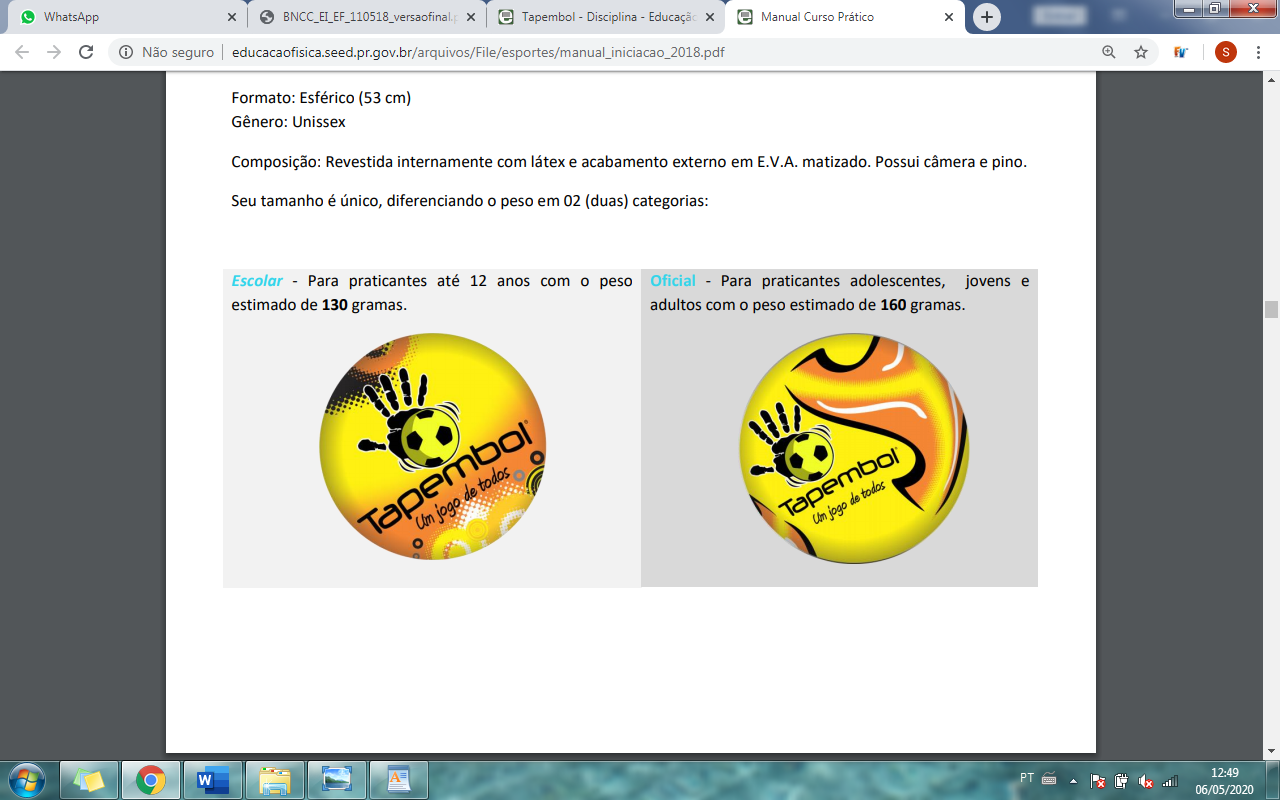 WhatsApp
BNCC_EI_EF_110518_versaofinal.p
Tapembol - Disciplina - Educação
Manual Curso Prático
Não seguro
educacaofisica.seed.pr.gov.br/arquivos/File/esportes/manual_iniciacao_2018.pdf
S
Formato: Esférico (53 cm)
Gênero: Unissex
Composição: Revestida internamente com látex e acabamento externo em E.V.A. matizado. Possui câmera e pino.
Seu tamanho é único, diferenciando o peso em 02 (duas) categorias:
Escolar - Para praticantes até 12 anos com o peso
estimado de 130 gramas.
Tapembol
Um jogo de todos
Oficial - Para praticantes adolescentes, jovens e
adultos com o peso estimado de 160 gramas.
Tapembol
Um jogo de todos
PT
12:49
06/05/2020